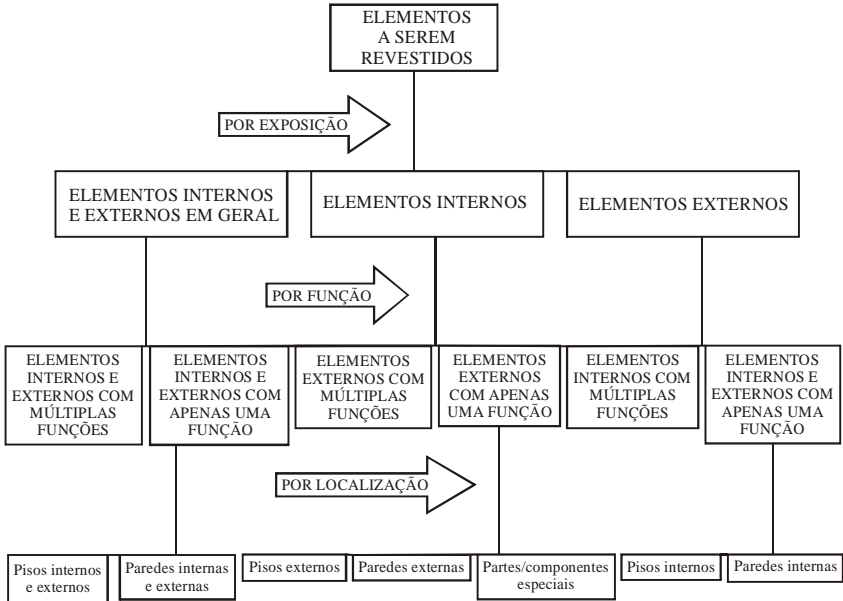 ELEMENTOS
A SEREM
REVESTIDOS
POR EXPOSIÇÃO
ELEMENTOS INTERNOS
E EXTERNOS EM GERAL
ELEMENTOS INTERNOS
ELEMENTOS EXTERNOS
POR FUNÇÃO
ELEMENTOS
INTERNOS E
EXTERNOS COM
MÚLTIPLAS
FUNÇÕES
ELEMENTOS
INTERNOS E
EXTERNOS COM
APENAS UMA
FUNÇÃO
ELEMENTOS
EXTERNOS COM
MÚLTIPLAS
FUNÇÕES
ELEMENTOS
EXTERNOS
COM APENAS
UMA FUNÇÃO
ELEMENTOS
INTERNOS COM
MÚLTIPLAS
FUNÇÕES
ELEMENTOS
INTERNOS E
EXTERNOS COM
APENAS UMA
FUNÇÃO
POR LOCALIZAÇÃO
Pisos internos
e externos
Paredes internas
e externas
Pisos externos
Paredes externas
Partes/componentes
especiais
Pisos internos
Paredes internas